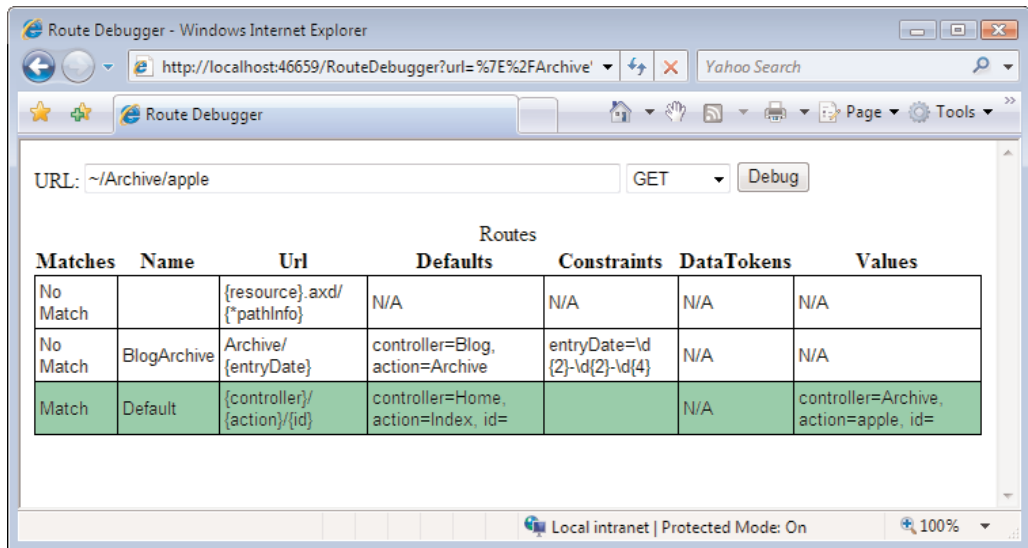 Route Debugger - Windows Internet Explorer
http://localhost:46659/RouteDebugger?url=%7E%2FArchive'
Yahoo Search
Route Debugger
Page
Tools
URL: ~/Archive/apple GET Debug
Routes
Matches Name Url Defaults Constraints DataTokens Values
No Match
{resource}.axd/
{*pathInfo}
N/A
N/A
N/A
N/A
No Match
BlogArchive
Archive/
{entryDate}
controller=Blog,
action=Archive
entryDate=\d
{2}-\d{2}-\d{4}
N/A
N/A
Match
Default
{controller}/
{action}/{id}
controller=Home,
action=Index, id=
N/A
controller=Archive,
action=apple, id=
Local intranet | Protected Mode: On
100%